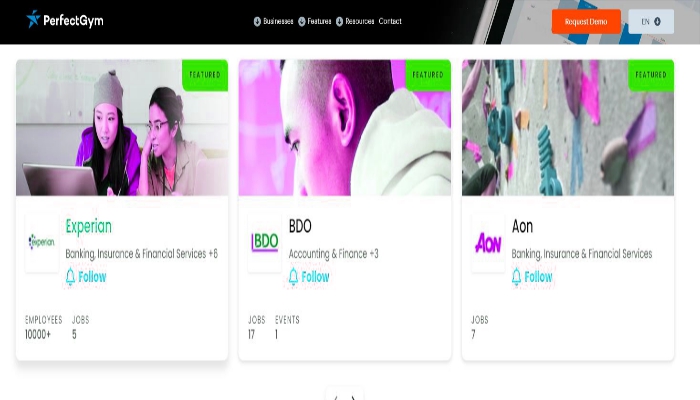 PerfectGym
Businesses Features Resources Contact
Request Demo
EN
FEATURED
FEATURED
FEATURED
experian
Experian
Banking, Insurance & Financial Services +6
Follow
EMPLOYEES JOBS
10000+ 5
BDO
BDO
Accounting & Finance +3
Follow
JOBS EVENTS
17 1
AON
Aon
Banking, Insurance & Financial Services
Follow
JOBS
7